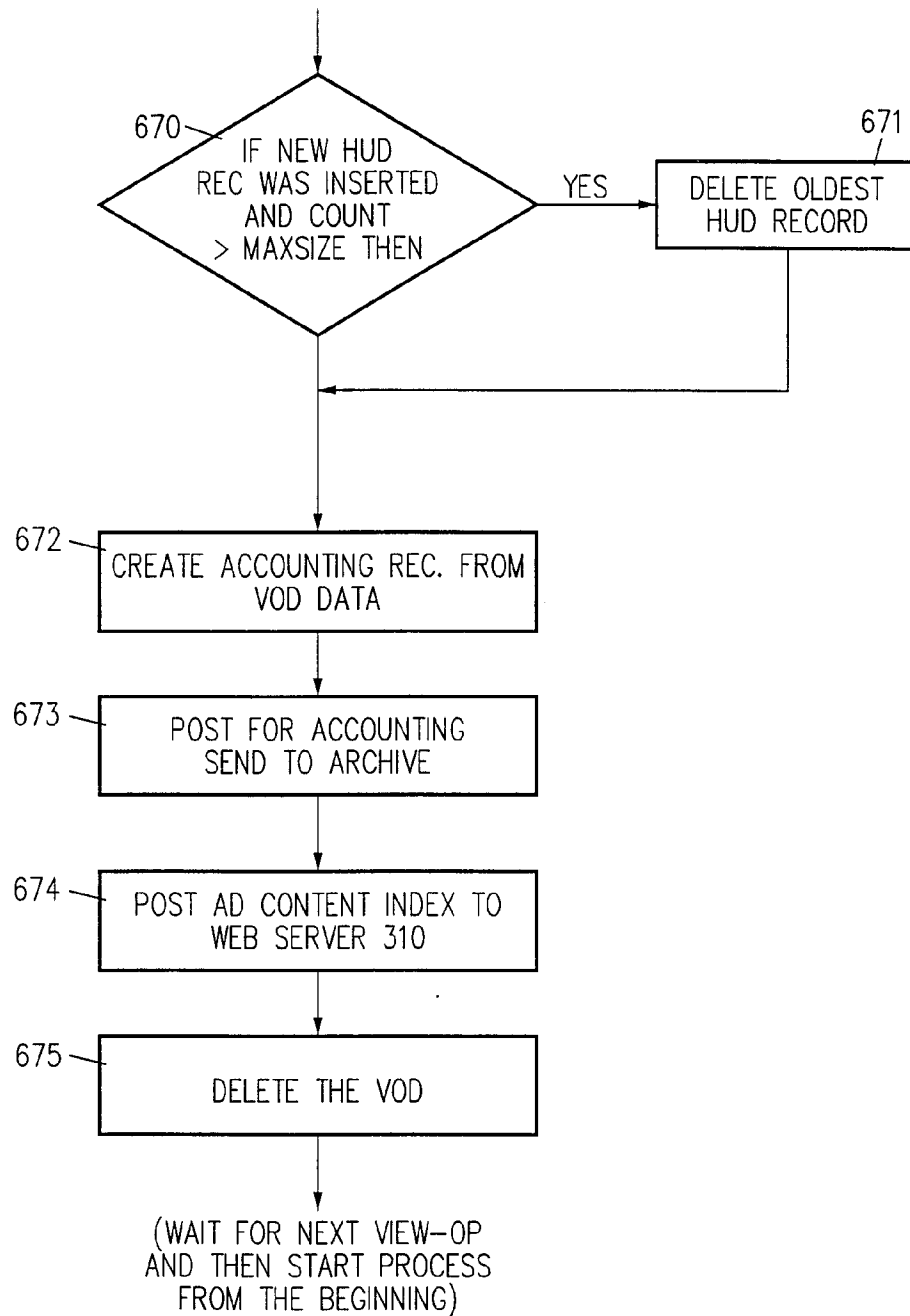 670
IF NEW HUD
REC WAS INSERTED
AND COUNT
> MAXSIZE THEN
YES
671
DELETE OLDEST
HUD RECORD
672
CREATE ACCOUNTING REC. FROM
VOD DATA
673
POST FOR ACCOUNTING
SEND TO ARCHIVE
674
POST AD CONTENT INDEX TO
WEB SERVER 310
675
DELETE THE VOD
(WAIT FOR NEXT VIEW-OP
AND THEN START PROCESS
FROM THE BEGINNING)